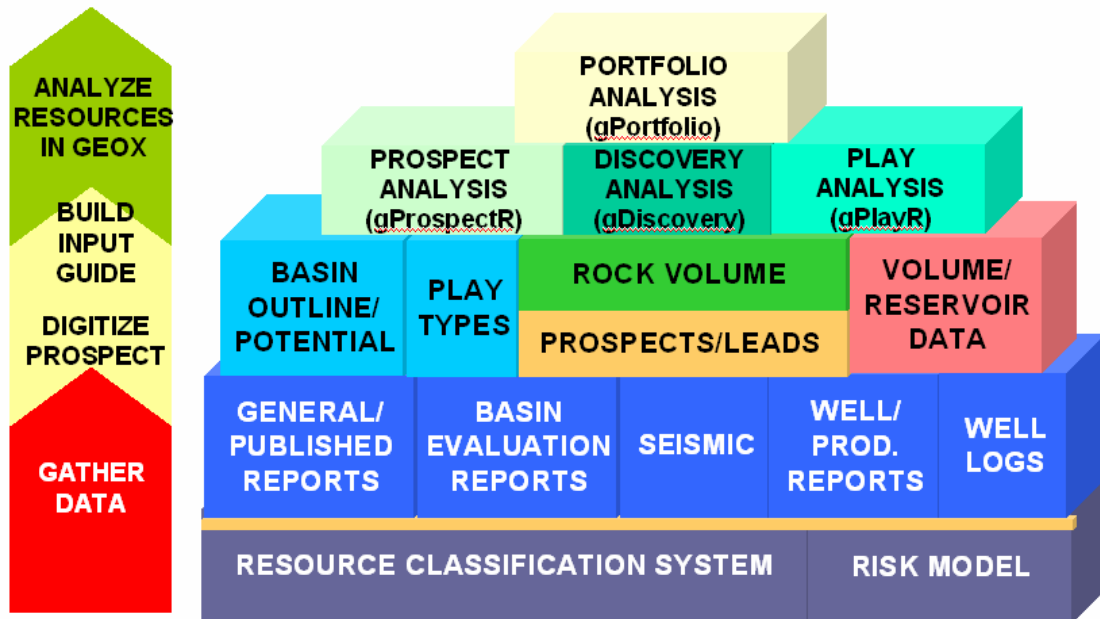 ANALYZE
RESOURCES
IN GEOX
BUILD
INPUT
GUIDE
DIGITIZE
PROSPECT
GATHER
DATA
PORTFOLIO
ANALYSIS
(gPortfolio)
PROSPECT
ANALYSIS
(gProspectR)
DISCOVERY
ANALYSIS
(gDiscovery)
PLAY
ANALYSIS
(gPlayR)
BASIN
OUTLINE/
POTENTIAL
PLAY
TYPES
ROCK VOLUME
PROSPECTS/LEADS
VOLUME/
RESERVOIR
DATA
GENERAL/
PUBLISHED
REPORTS
BASIN
EVALUATION
REPORTS
SEISMIC
WELL/
PROD.
REPORTS
WELL
LOGS
RESOURCE CLASSIFICATION SYSTEM
RISK MODEL